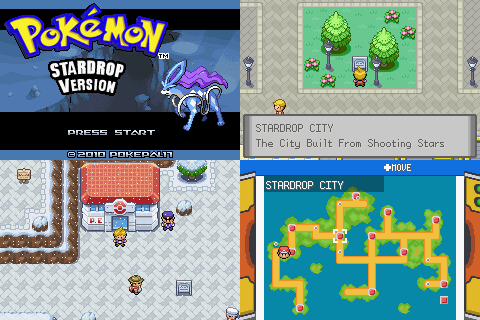 POKéMON
TM
STARDROP
VERSION
PRESS START
© 2010 POKEPAL17
STARDROP CITY
The City Built From Shooting Stars
P.C
MOVE
STARDROP CITY